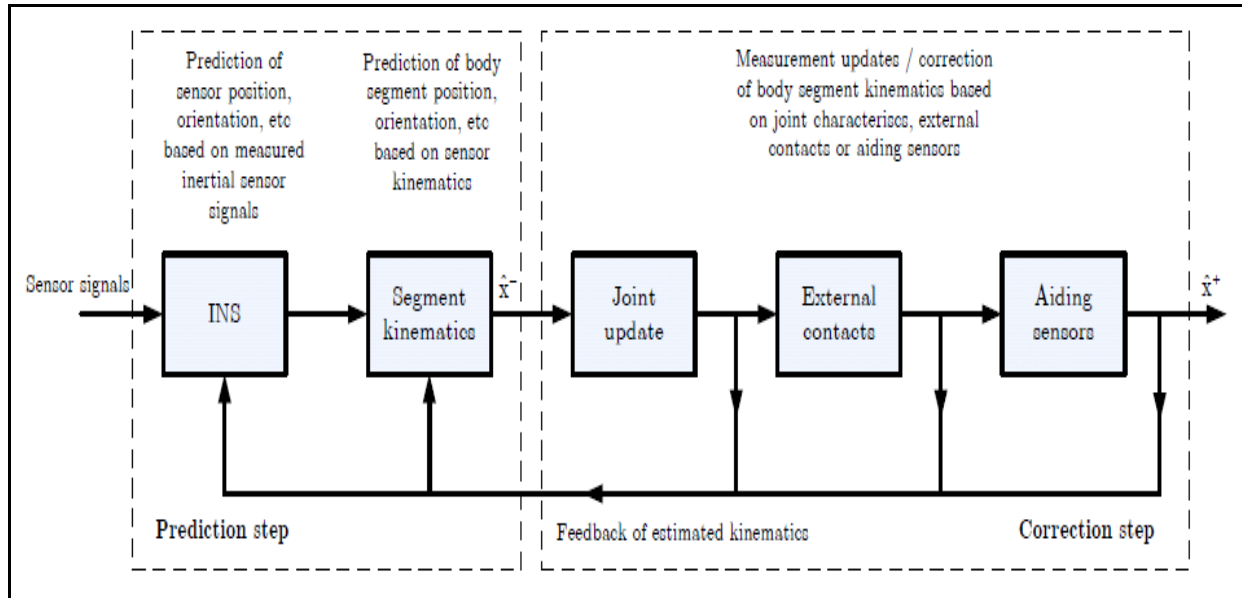 Prediction of
sensor position,
orientation, etc
based on measured
inertial sensor
signals
Prediction of body
segment position,
orientation, etc
based on sensor
kinematics
Measurement updates / correction
of body segment kinematics based
on joint characteriscs, external
contacts or aiding sensors
Sensor signals
INS
Segment
kinematics
x̂⁻
Joint
update
External
contacts
Aiding
sensors
x̂⁺
Prediction step
Feedback of estimated kinematics
Correction step